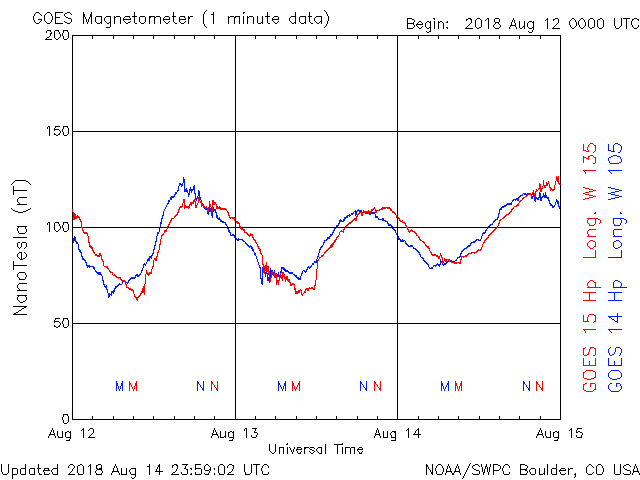 GOES Magnetometer (1 minute data)
Begin: 2018 Aug 12 0000 UTC
200
150
100
50
0
NanoTesla (nT)
M M N N M M N N M M N N
Aug 12 Aug 13 Aug 14 Aug 15
Universal Time
GOES 15 Hp Long. W 135
GOES 14 Hp Long. W 105
Updated 2018 Aug 14 23:59:02 UTC
NOAA/SWPC Boulder, CO USA